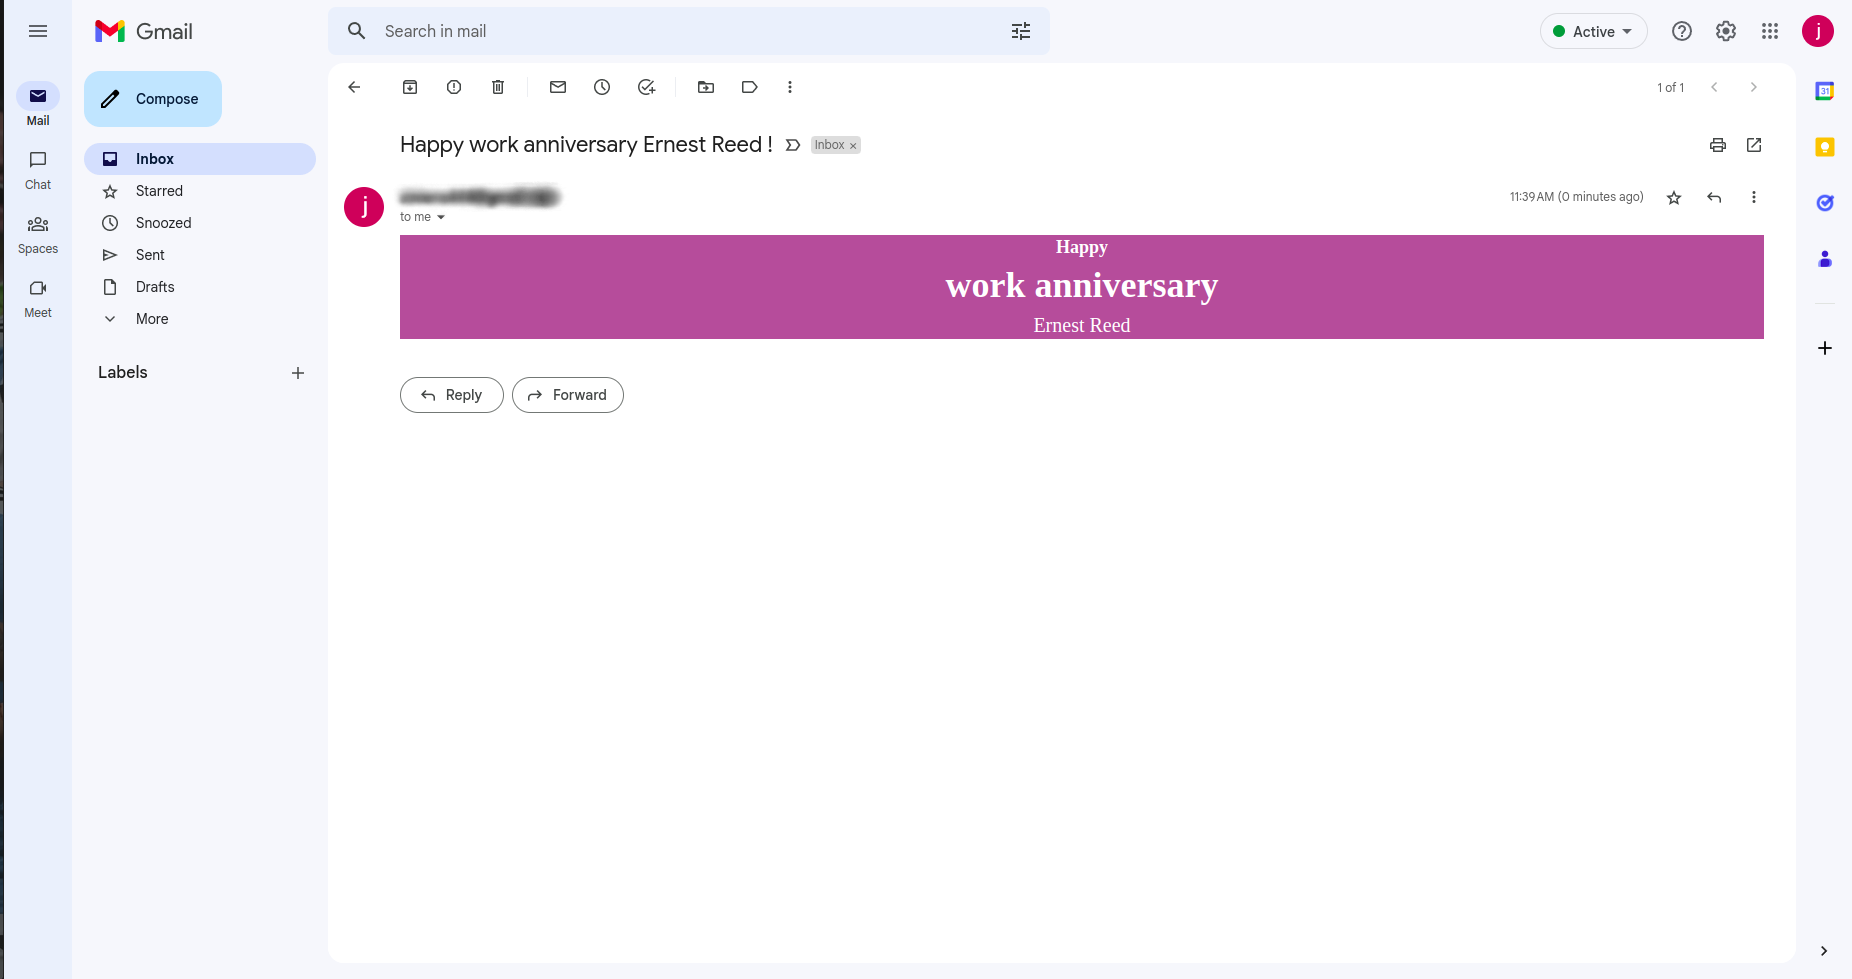 Gmail
Search in mail
Active
j
Compose
Mail
Chat
Spaces
Meet
Inbox
Starred
Snoozed
Sent
Drafts
More
Labels
1 of 1
Happy work anniversary Ernest Reed !
Inbox ×
j
11:39 AM (0 minutes ago)
to me
Happy
work anniversary
Ernest Reed
Reply
Forward
31